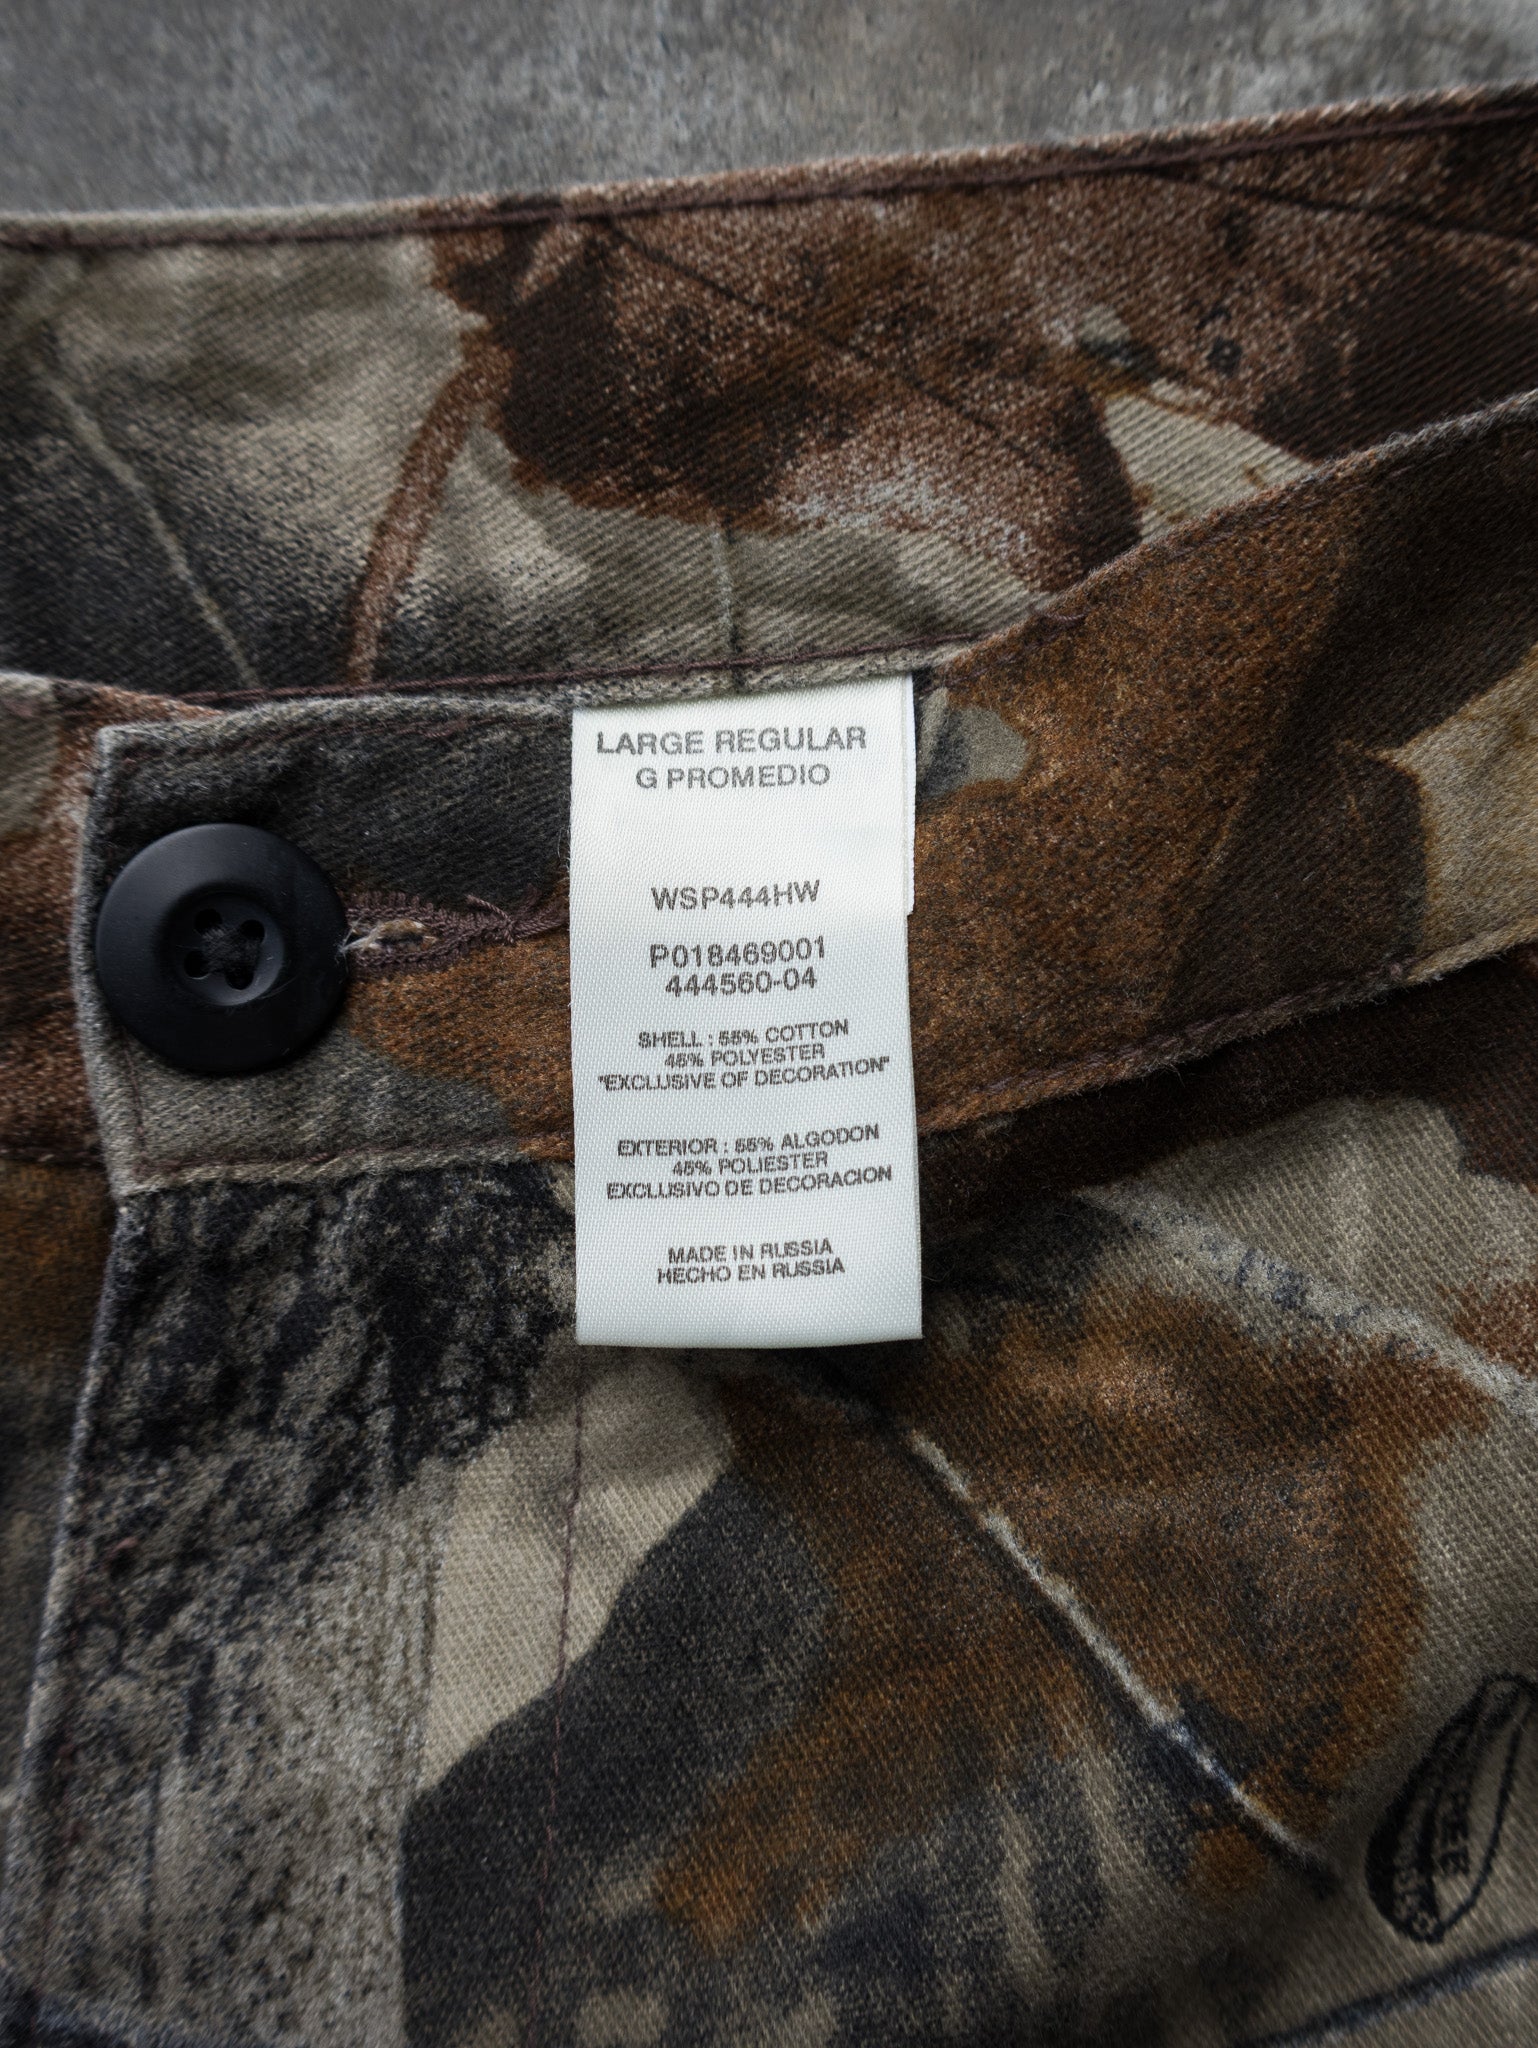 LARGE REGULAR
G PROMEDIO
WSP444HW
P018469001
444560-04
SHELL : 55% COTTON
45% POLYESTER
"EXCLUSIVE OF DECORATION"
EXTERIOR : 55% ALGODON
45% POLIESTER
EXCLUSIVO DE DECORACION
MADE IN RUSSIA
HECHO EN RUSSIA